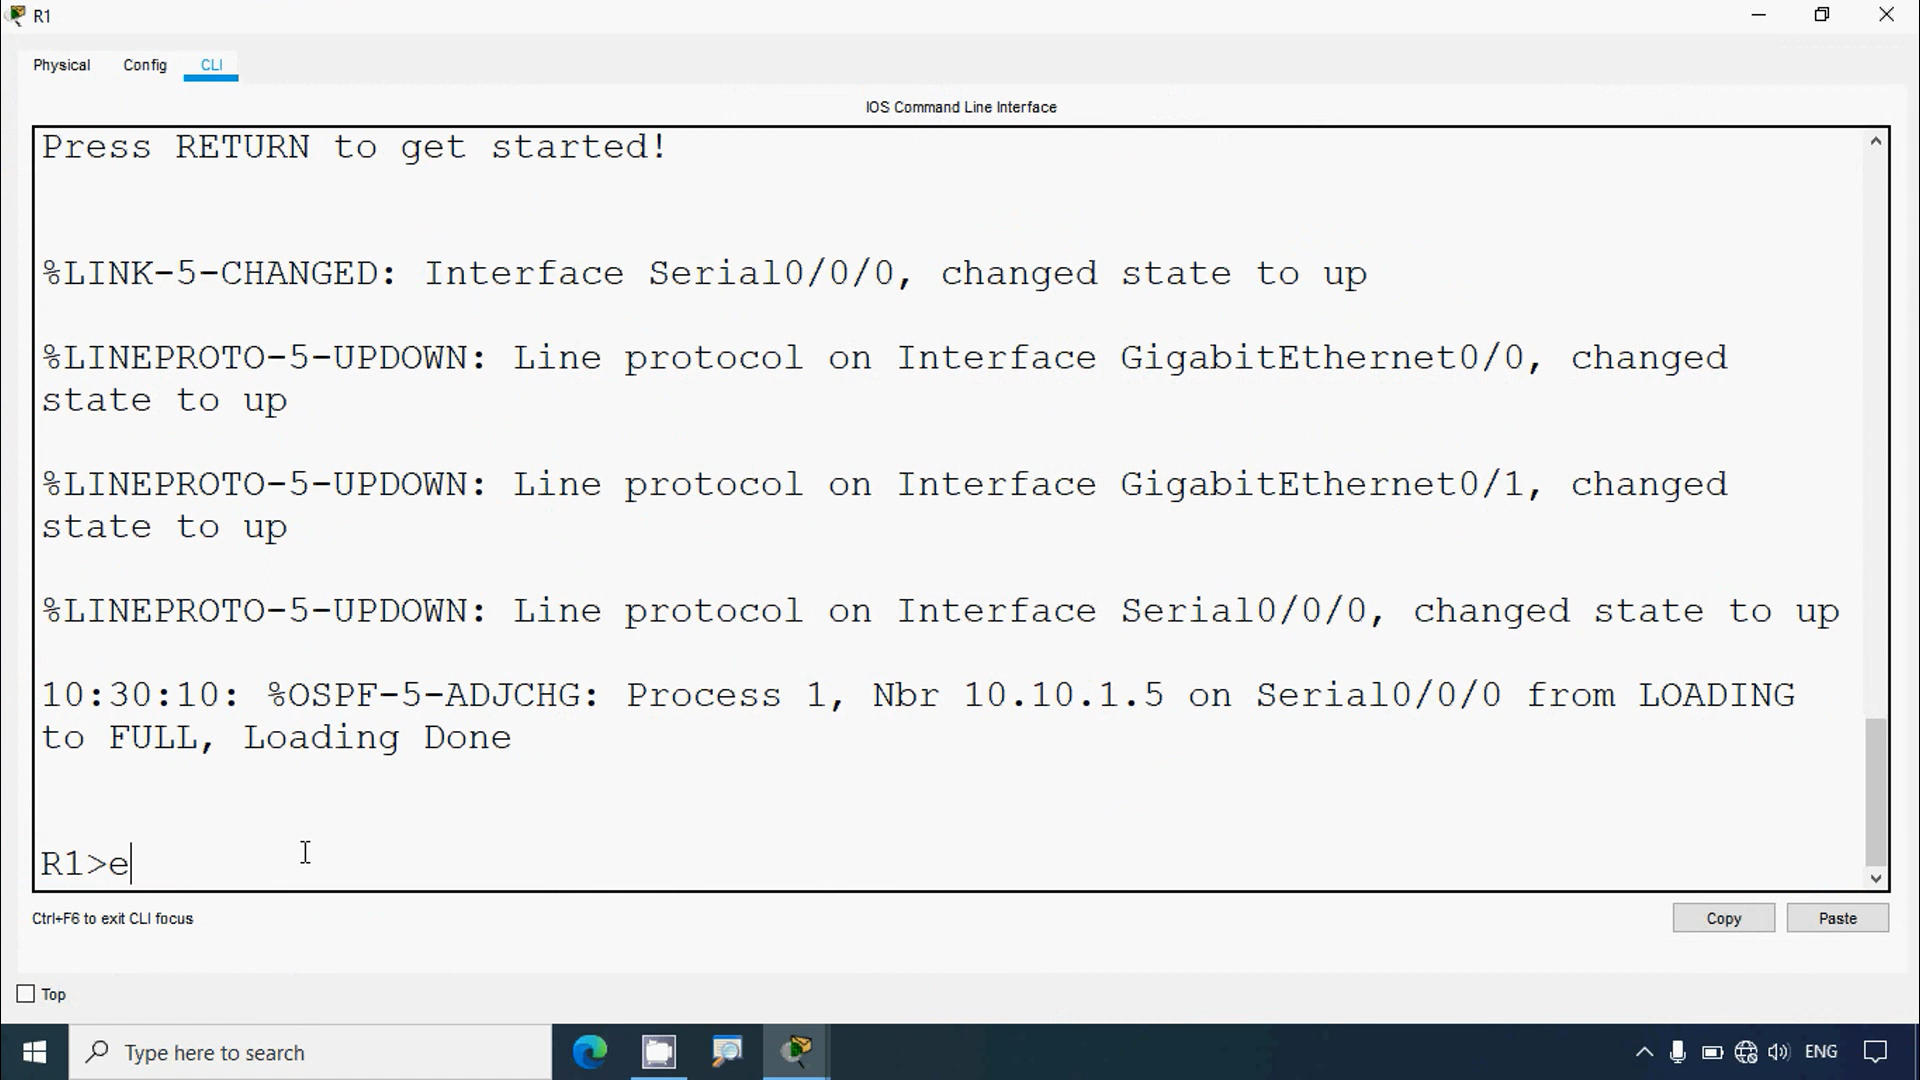 R1
Physical Config CLI
IOS Command Line Interface
Press RETURN to get started!
%LINK-5-CHANGED: Interface Serial0/0/0, changed state to up
%LINEPROTO-5-UPDOWN: Line protocol on Interface GigabitEthernet0/0, changed
state to up
%LINEPROTO-5-UPDOWN: Line protocol on Interface GigabitEthernet0/1, changed
state to up
%LINEPROTO-5-UPDOWN: Line protocol on Interface Serial0/0/0, changed state to up
10:30:10: %OSPF-5-ADJCHG: Process 1, Nbr 10.10.1.5 on Serial0/0/0 from LOADING
to FULL, Loading Done
R1>e
Ctrl+F6 to exit CLI focus
Copy Paste
Top
Type here to search
ENG